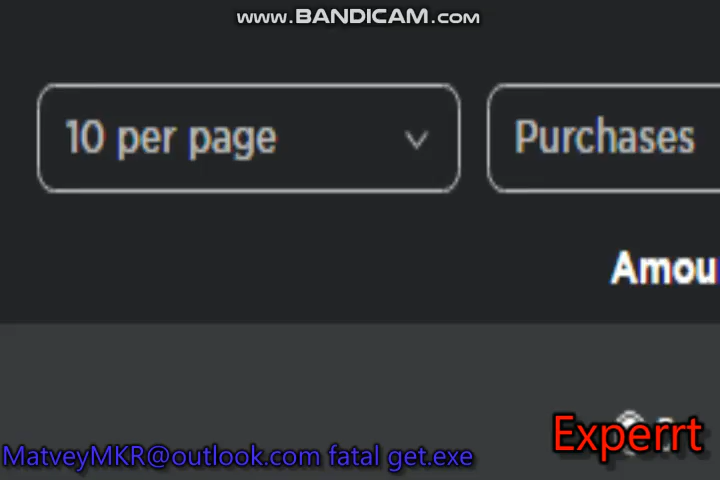 www.BANDICAM.com
10 per page
Purchases
Amou
Experrt
MatveyMKR@outlook.com fatal get.exe